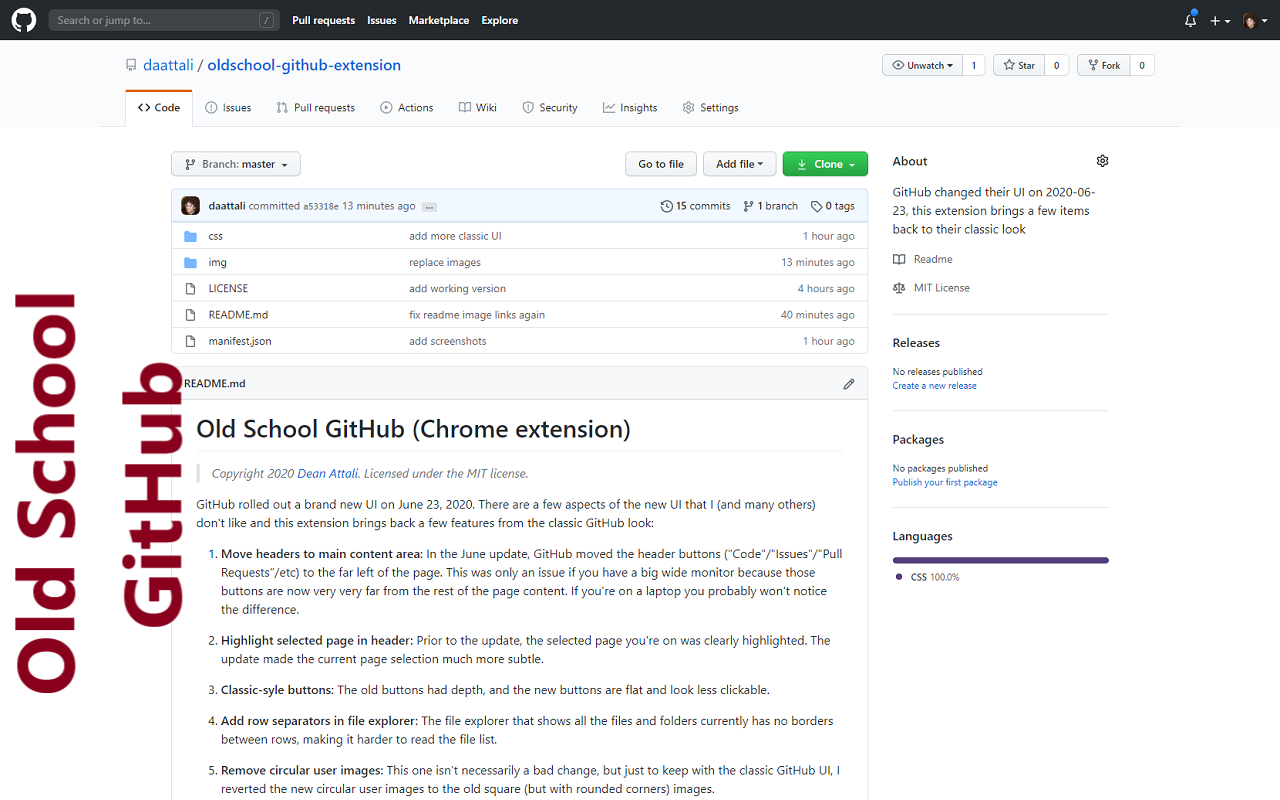 Search or jump to... /
Pull requests Issues Marketplace Explore
daattali / oldschool-github-extension
Unwatch 1 Star 0 Fork 0
Code Issues Pull requests Actions Wiki Security Insights Settings
Branch: master Go to file Add file Clone
daattali committed a53318e 13 minutes ago ... 15 commits 1 branch 0 tags
css add more classic UI 1 hour ago
img replace images 13 minutes ago
LICENSE add working version 4 hours ago
README.md fix readme image links again 40 minutes ago
manifest.json add screenshots 1 hour ago
About
GitHub changed their UI on 2020-06-
23, this extension brings a few items
back to their classic look
Readme
MIT License
Releases
No releases published
Create a new release
Packages
No packages published
Publish your first package
Languages
CSS 100.0%
Old School
GitHub
README.md
Old School GitHub (Chrome extension)
Copyright 2020 Dean Attali. Licensed under the MIT license.
GitHub rolled out a brand new UI on June 23, 2020. There are a few aspects of the new UI that I (and many others)
don't like and this extension brings back a few features from the classic GitHub look:
1. Move headers to main content area: In the June update, GitHub moved the header buttons ("Code"/"Issues"/"Pull
Requests"/etc) to the far left of the page. This was only an issue if you have a big wide monitor because those
buttons are now very very far from the rest of the page content. If you're on a laptop you probably won't notice
the difference.
2. Highlight selected page in header: Prior to the update, the selected page you're on was clearly highlighted. The
update made the current page selection much more subtle.
3. Classic-syle buttons: The old buttons had depth, and the new buttons are flat and look less clickable.
4. Add row separators in file explorer: The file explorer that shows all the files and folders currently has no borders
between rows, making it harder to read the file list.
5. Remove circular user images: This one isn't necessarily a bad change, but just to keep with the classic GitHub UI, I
reverted the new circular user images to the old square (but with rounded corners) images.